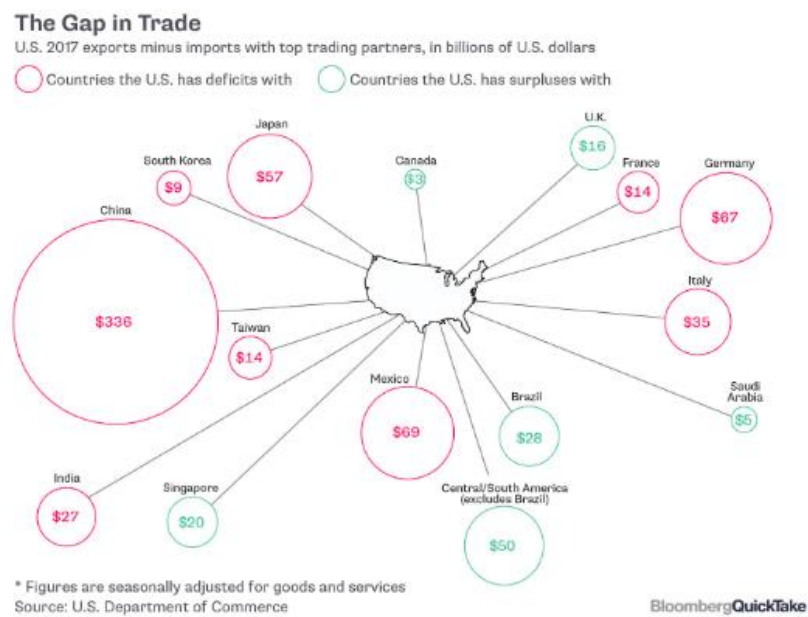 The Gap in Trade
U.S. 2017 exports minus imports with top trading partners, in billions of U.S. dollars
Countries the U.S. has deficits with
Countries the U.S. has surpluses with
Japan
$57
South Korea
$9
Canada
$3
U.K.
$16
France
$14
Germany
$67
China
$336
Taiwan
$14
Italy
$35
Mexico
$69
Brazil
$28
Saudi
Arabia
$5
India
$27
Singapore
$20
Central/South America
(excludes Brazil)
$50
* Figures are seasonally adjusted for goods and services
Source: U.S. Department of Commerce
BloombergQuickTake